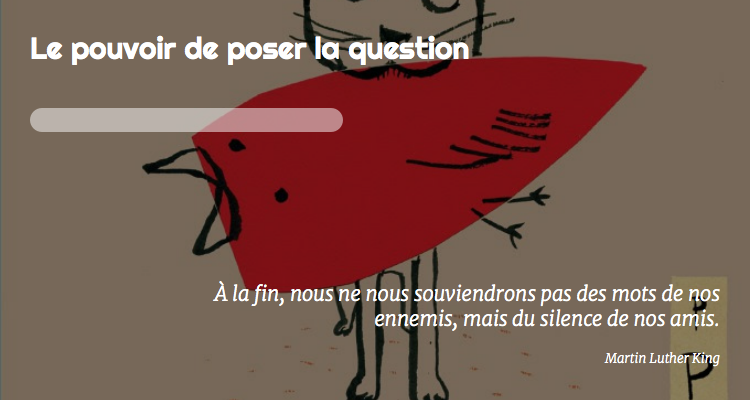 Le pouvoir de poser la question
À la fin, nous ne nous souviendrons pas des mots de nos
ennemis, mais du silence de nos amis.
Martin Luther King
P